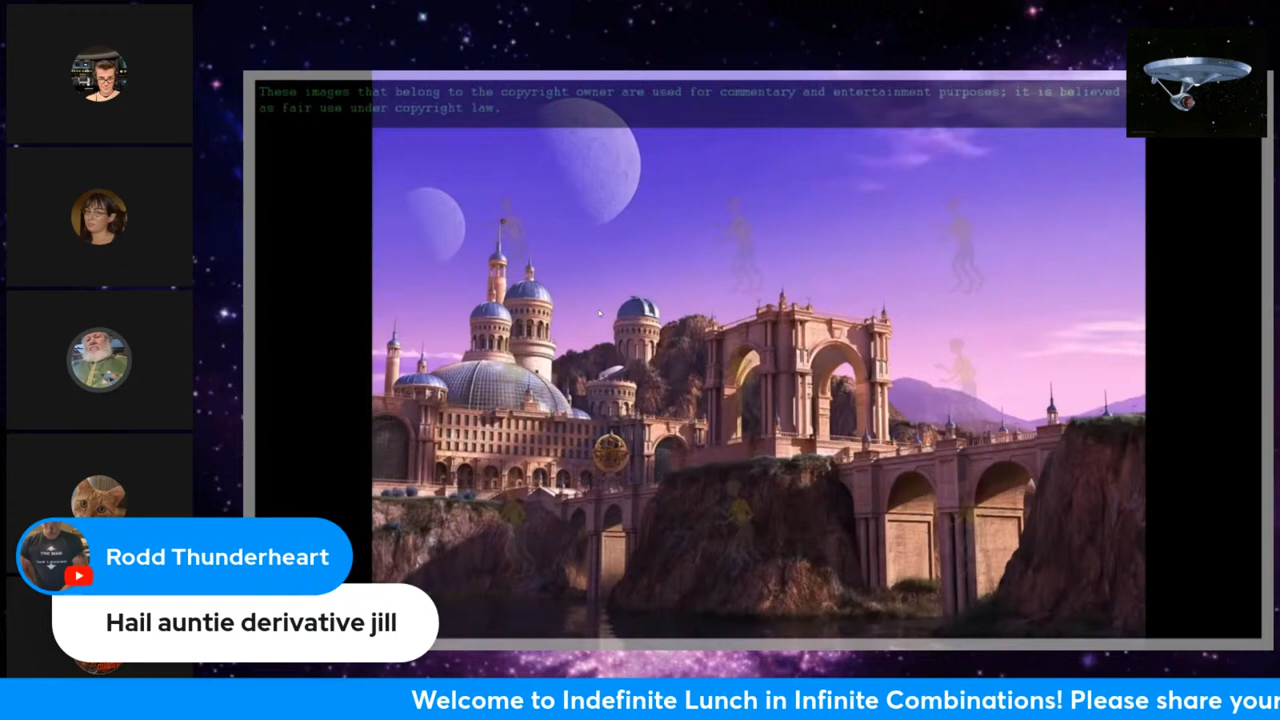 These images that belong to the copyright owner are used for commentary and entertainment purposes; it is believed
as fair use under copyright law.
Rodd Thunderheart
Hail auntie derivative jill
Welcome to Indefinite Lunch in Infinite Combinations! Please share your